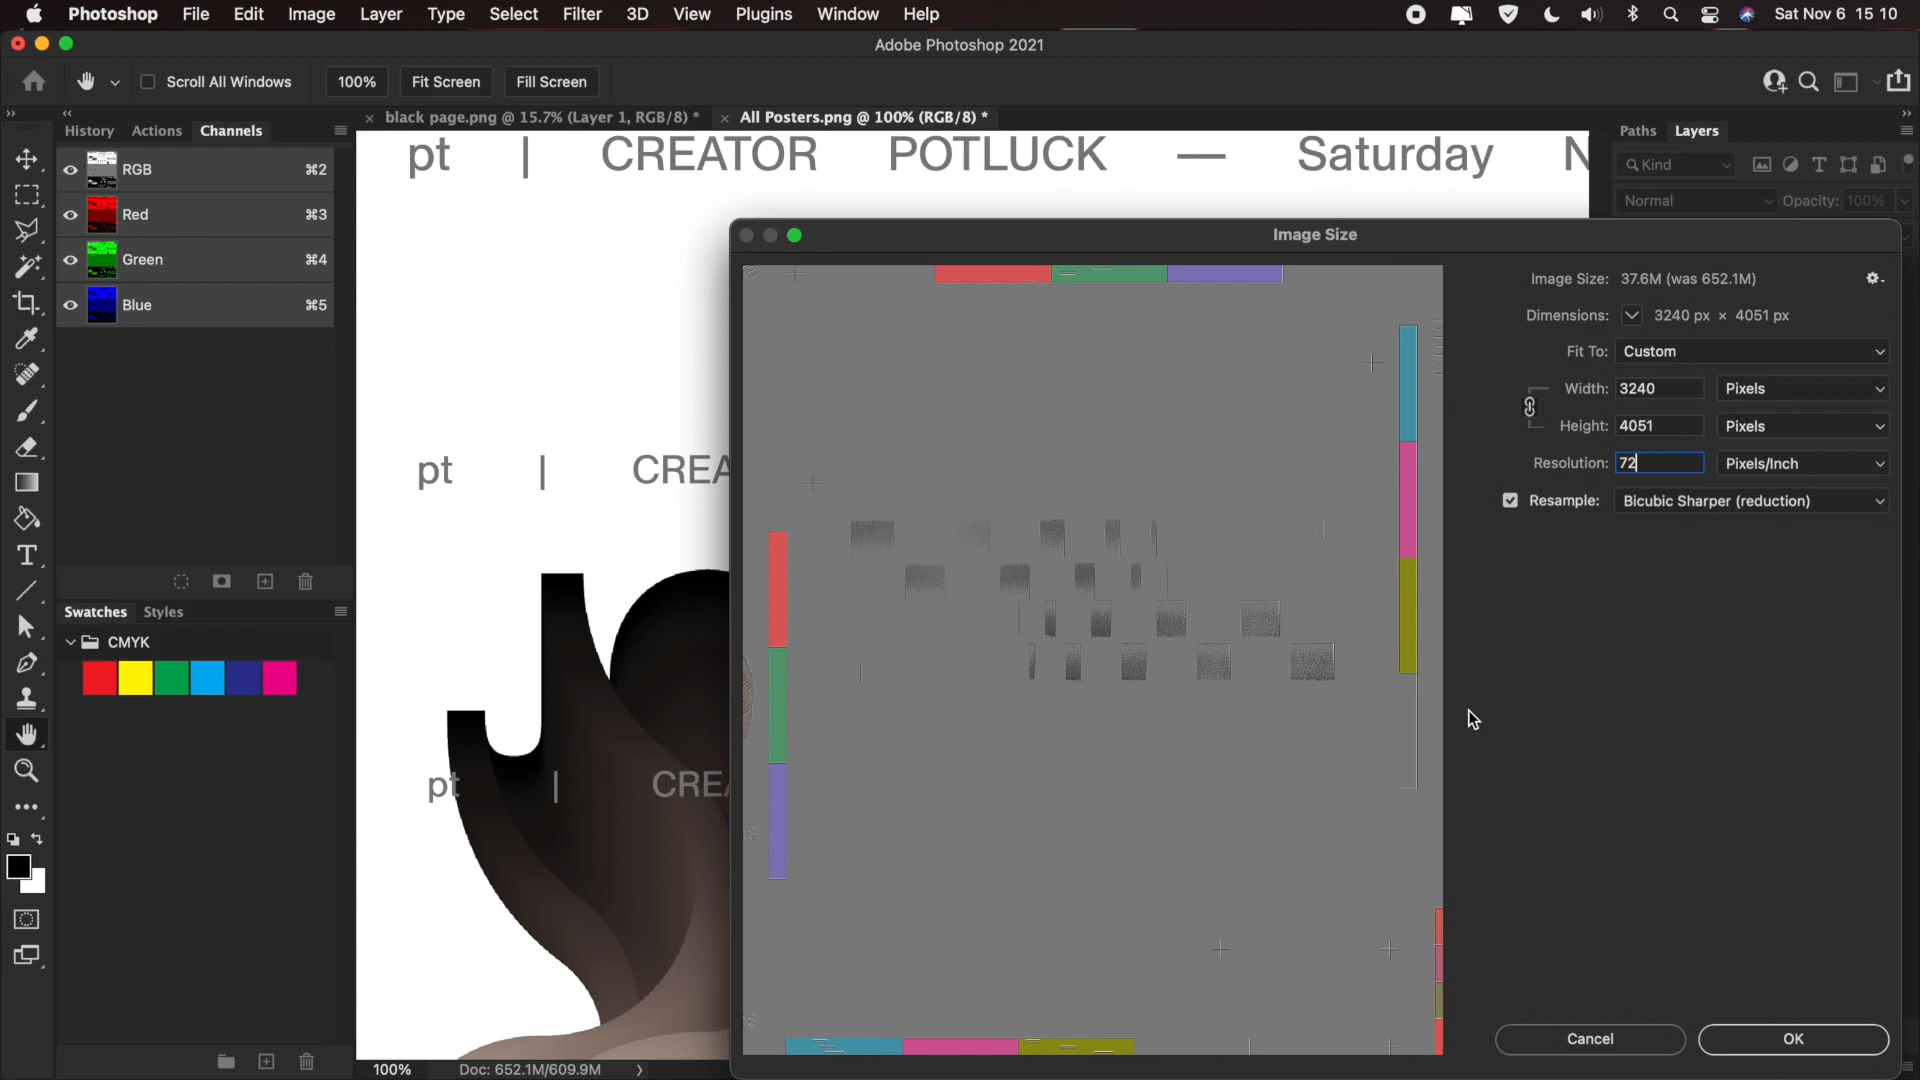 Photoshop File Edit Image Layer Type Select Filter 3D View Plugins Window Help Sat Nov 6 15 10
Adobe Photoshop 2021
Scroll All Windows 100% Fit Screen Fill Screen
black page.png @ 15.7% (Layer 1, RGB/8) * All Posters.png @ 100% (RGB/8) *
History Actions Channels
RGB ⌘2
Red ⌘3
Green ⌘4
Blue ⌘5
Swatches Styles
CMYK
pt | CREATOR POTLUCK — Saturday N
pt | CREA
pt | CREA
100% Doc: 652.1M/609.9M
Paths Layers
Kind
Normal Opacity: 100%
Image Size
Image Size: 37.6M (was 652.1M)
Dimensions: 3240 px × 4051 px
Fit To: Custom
Width: 3240 Pixels
Height: 4051 Pixels
Resolution: 72 Pixels/Inch
Resample: Bicubic Sharper (reduction)
Cancel OK